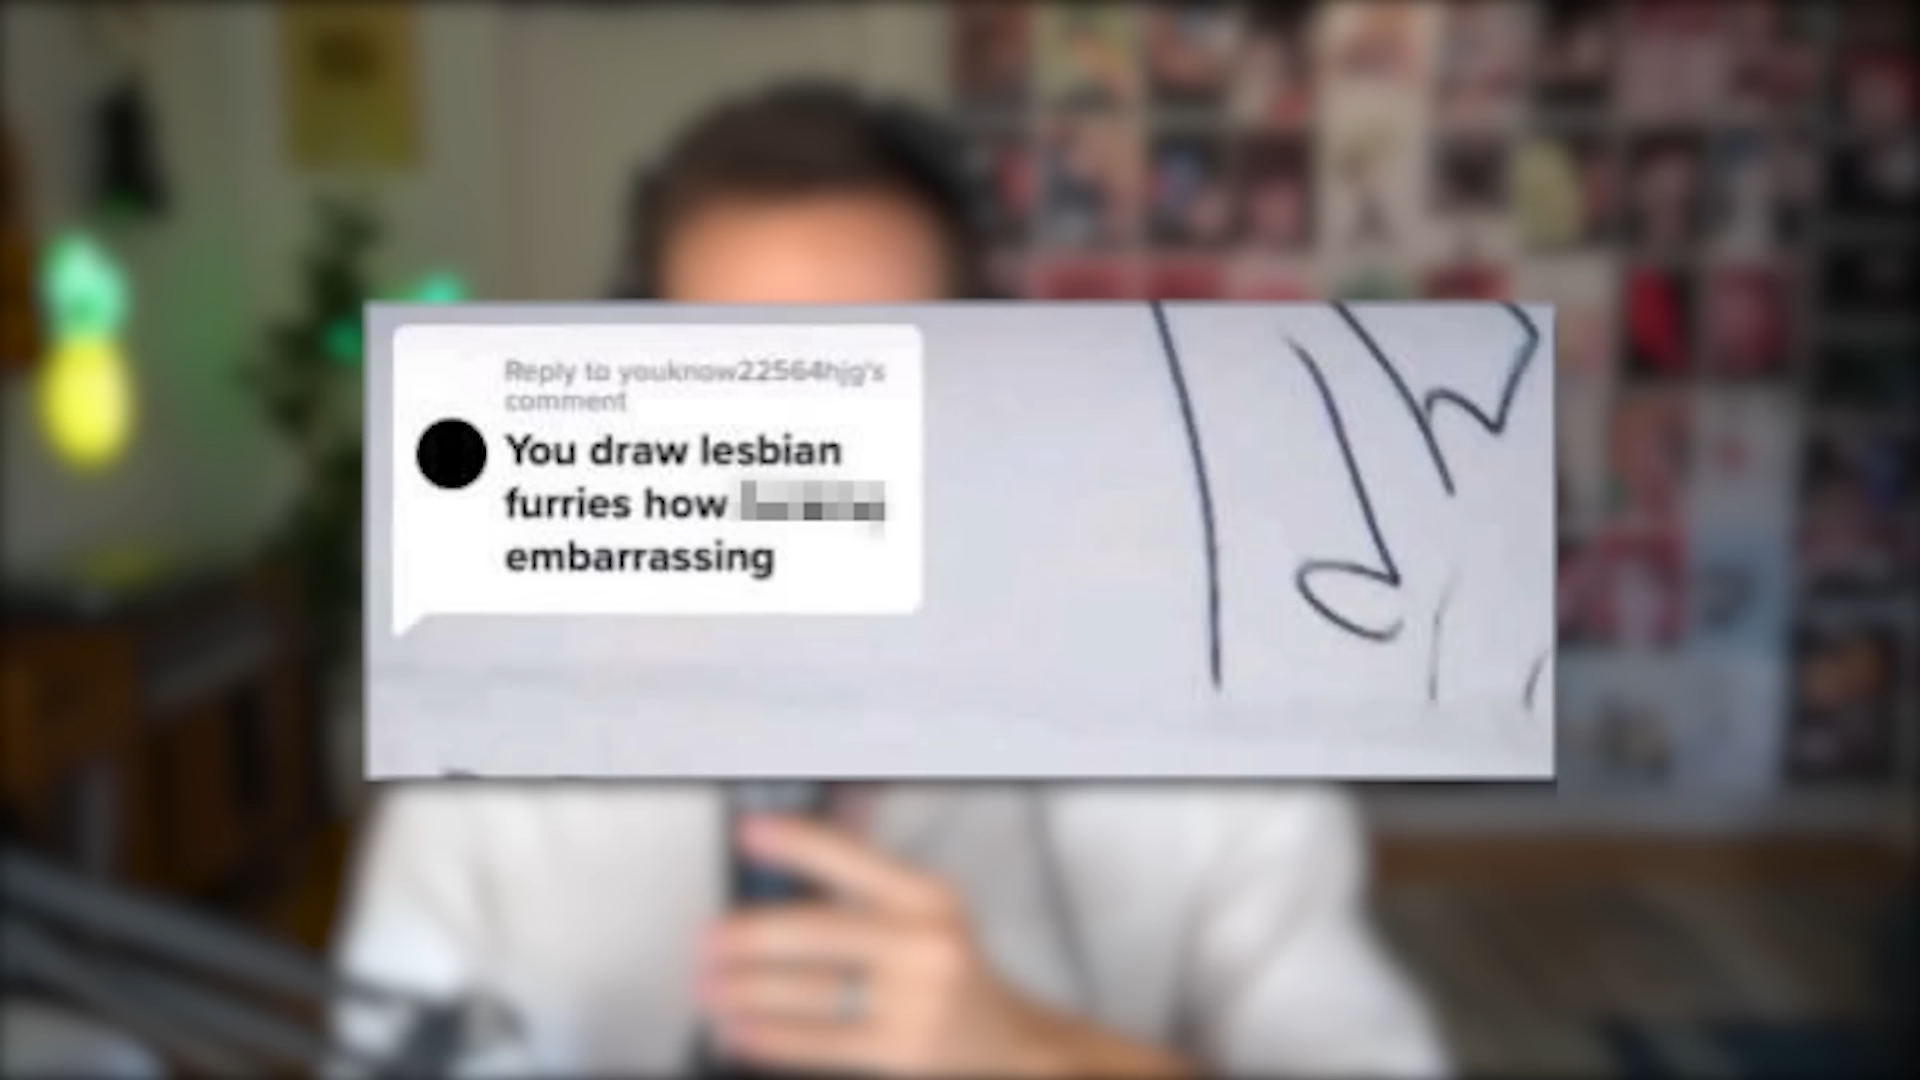 Reply to youknow22564hjg's
comment
You draw lesbian
furries how
embarrassing